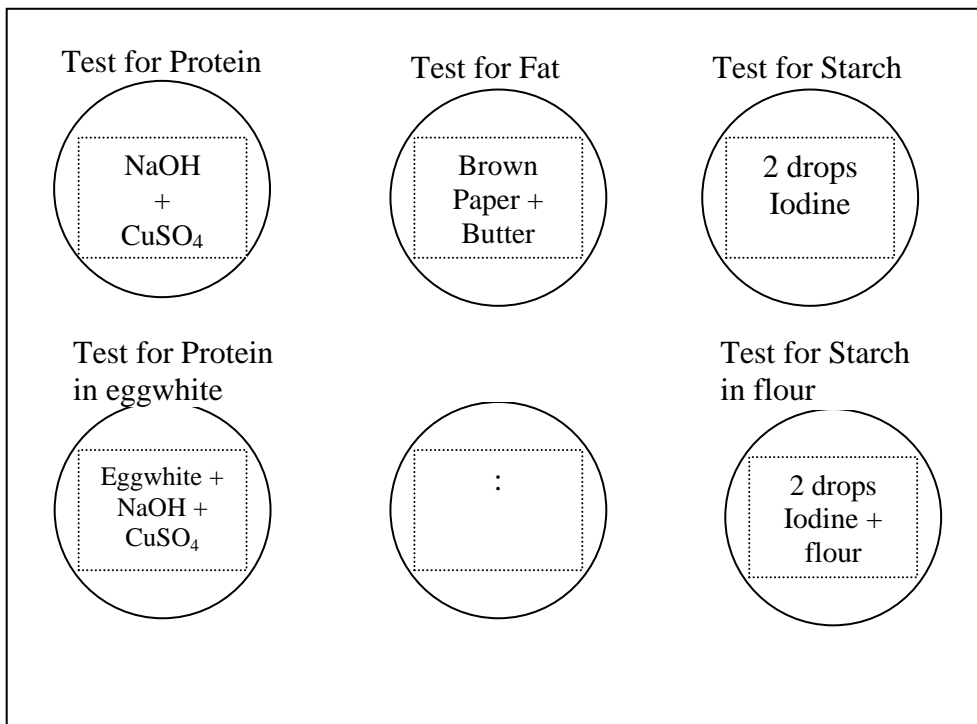 Test for Protein
Test for Fat
Test for Starch
NaOH
+
CuSO₄
Brown
Paper +
Butter
2 drops
Iodine
Test for Protein
in eggwhite
Test for Starch
in flour
Eggwhite +
NaOH +
CuSO₄
:
2 drops
Iodine +
flour